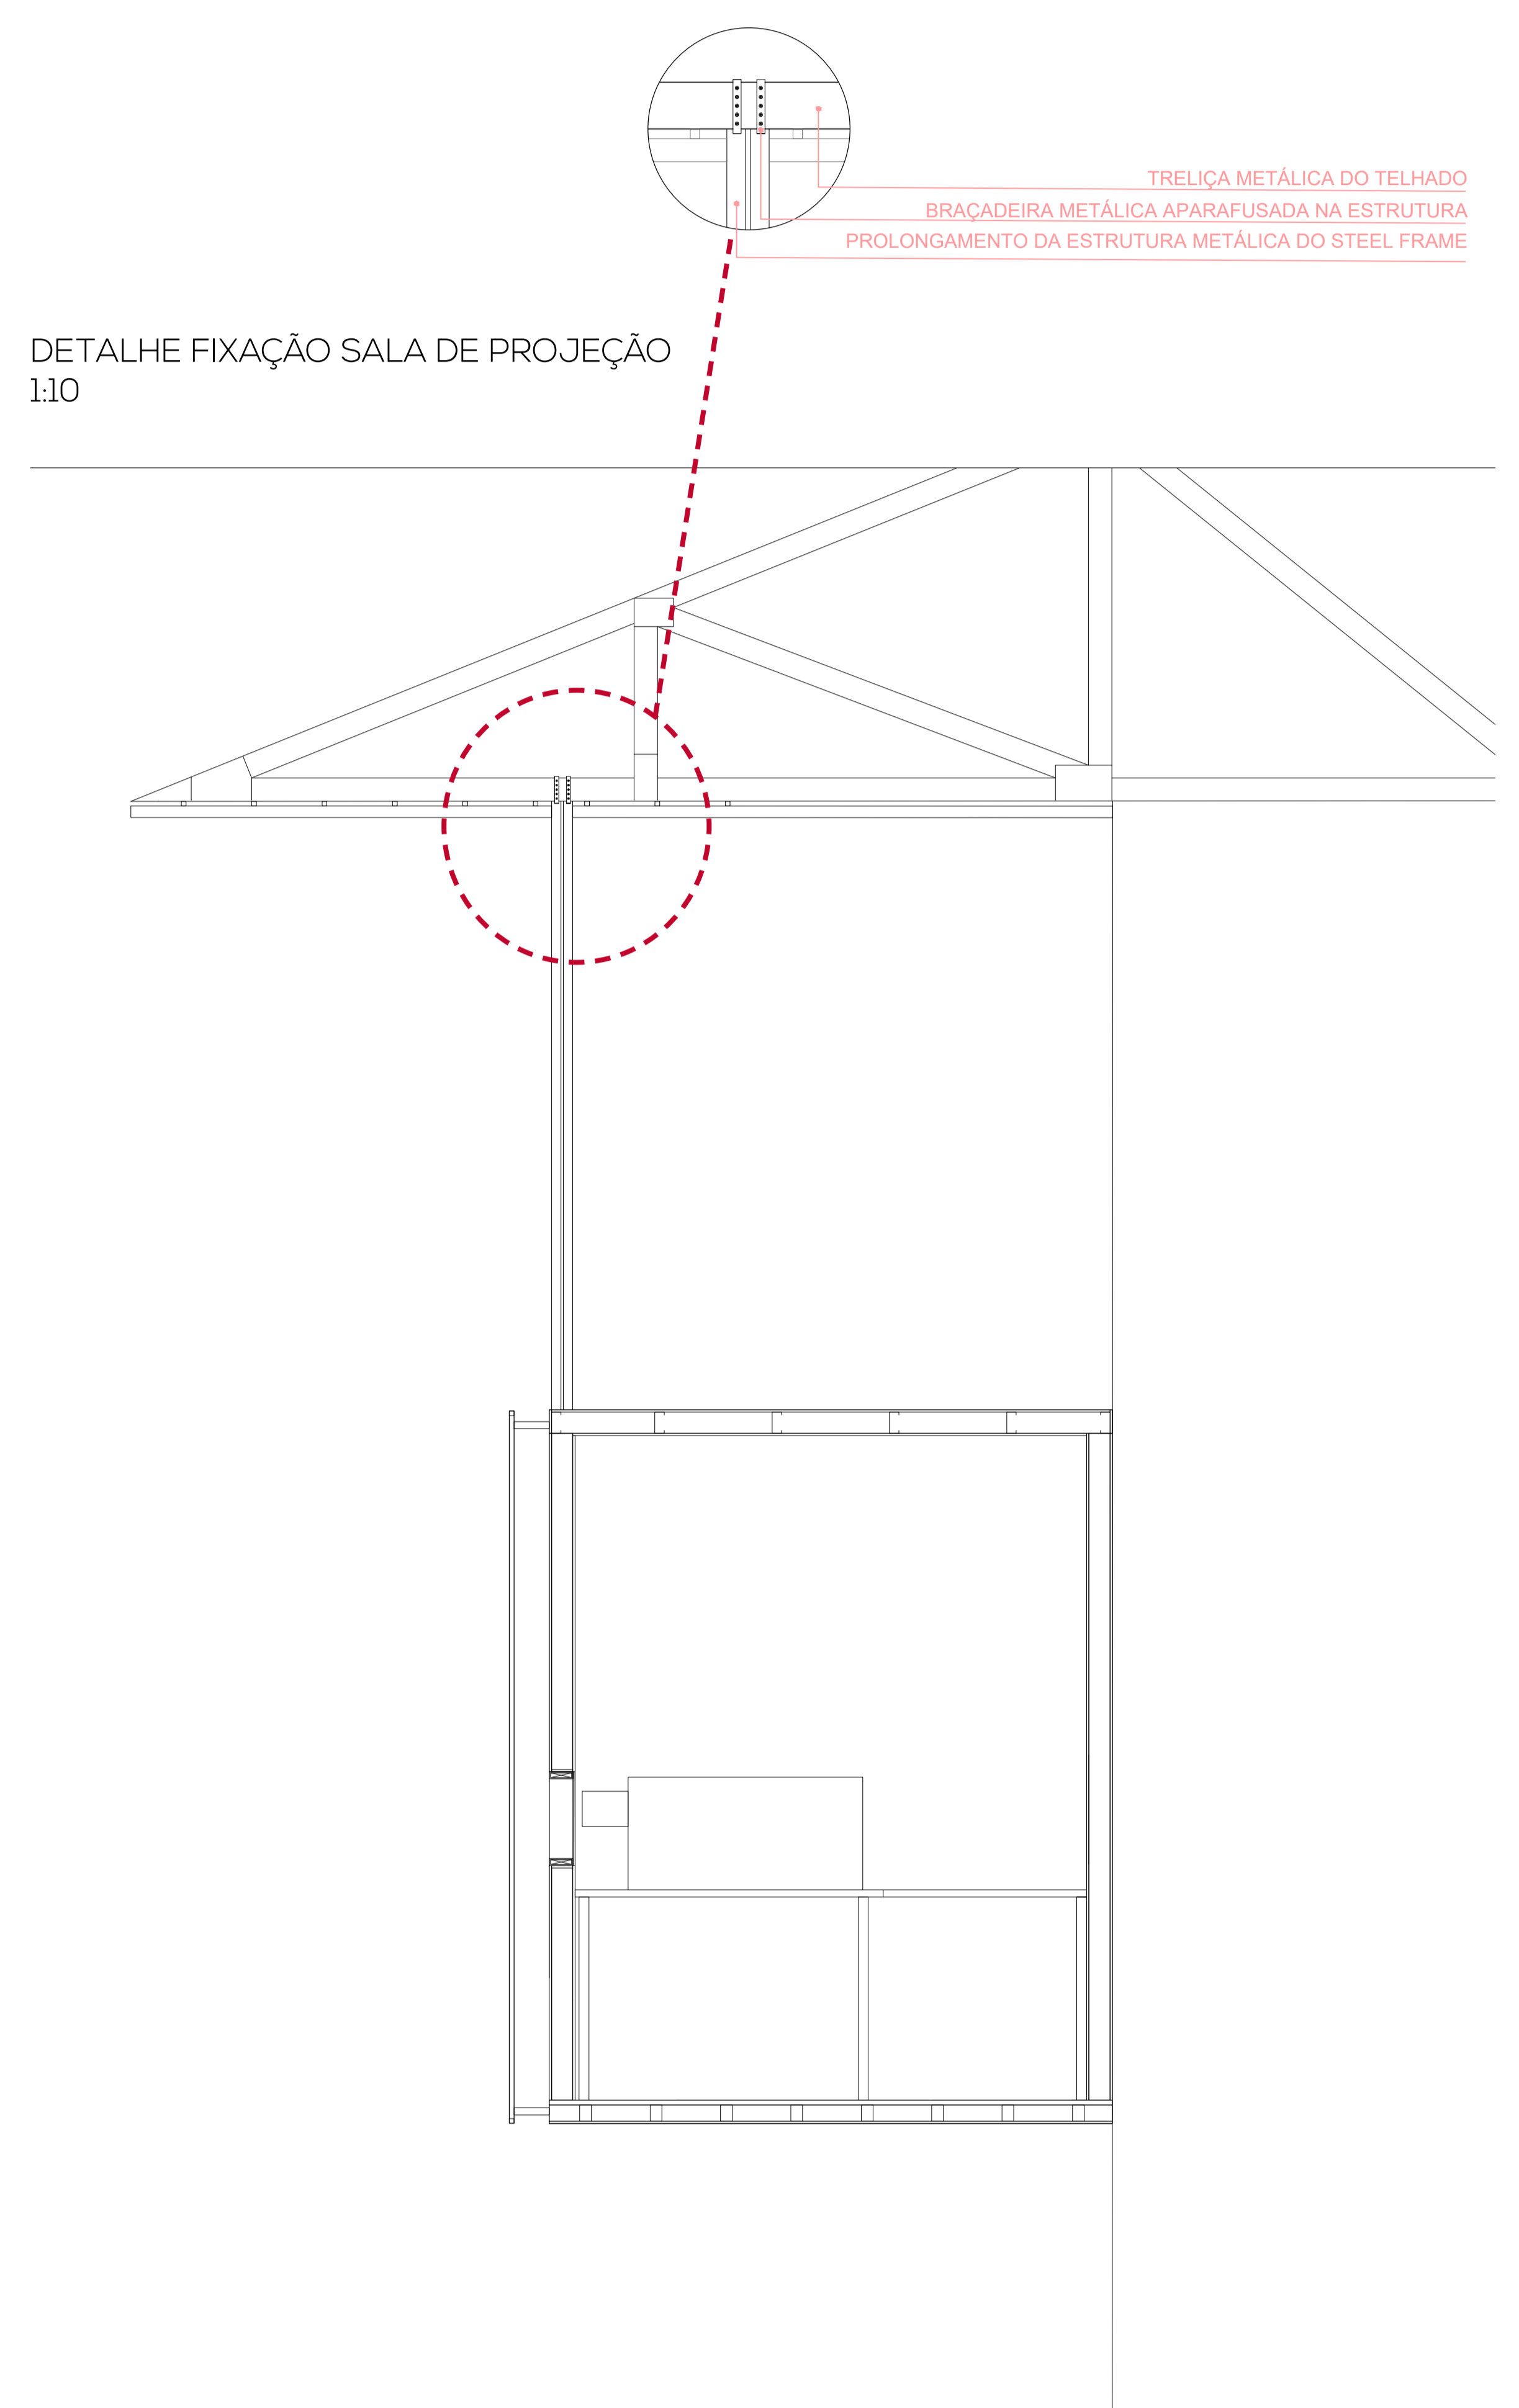 TRELIÇA METÁLICA DO TELHADO
BRAÇADEIRA METÁLICA APARAFUSADA NA ESTRUTURA
PROLONGAMENTO DA ESTRUTURA METÁLICA DO STEEL FRAME
DETALHE FIXAÇÃO SALA DE PROJEÇÃO
1:10